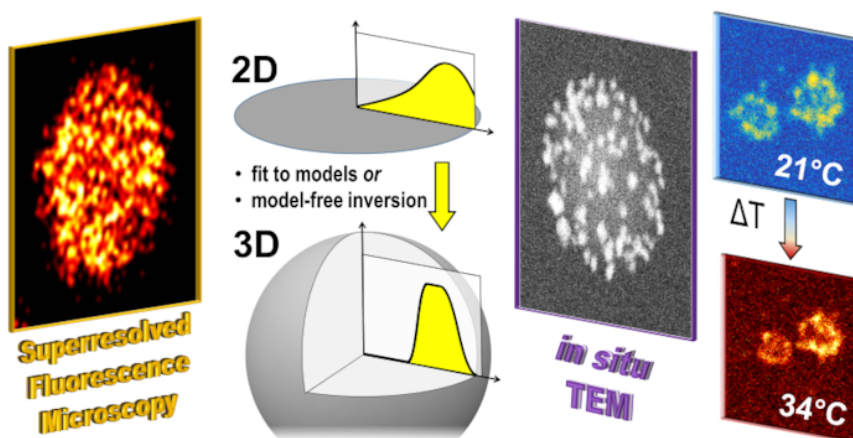 Superresolved
Fluorescence
Microscopy
2D
• fit to models or
• model-free inversion
3D
in situ
TEM
21°C
ΔT
34°C